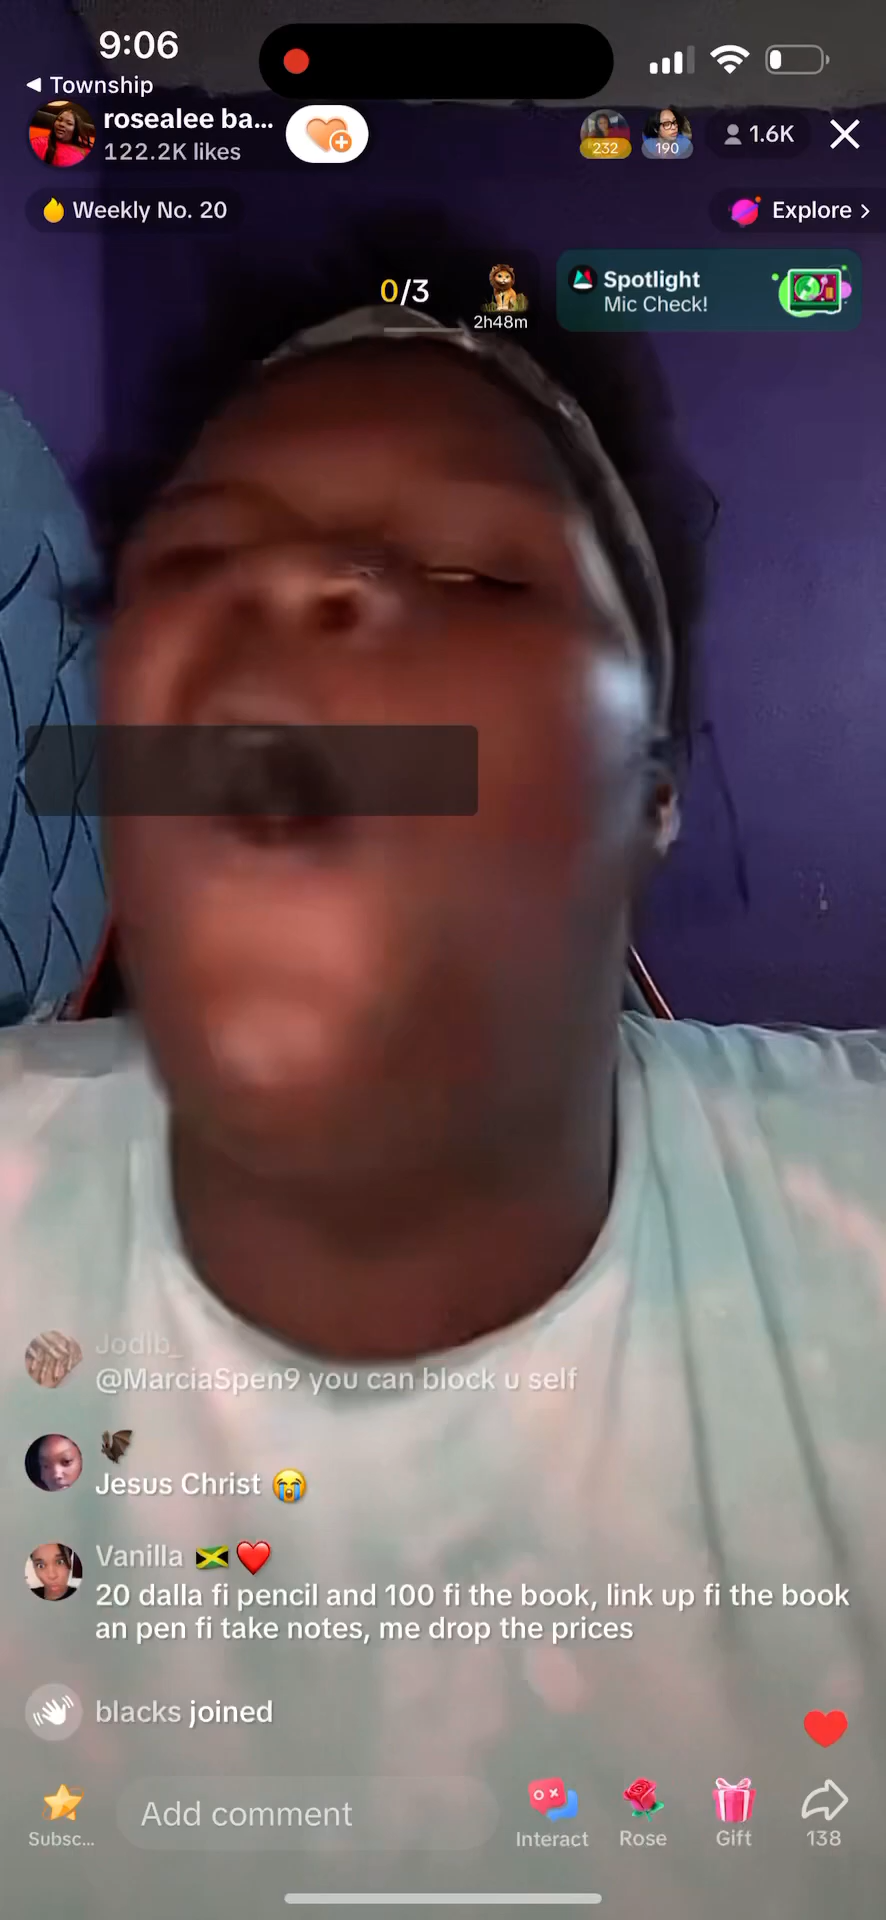 9:06
Township
rosealee ba...
122.2K likes
232
190
1.6K
Weekly No. 20
Explore
0/3
2h48m
Spotlight
Mic Check!
Jodib_
@MarciaSpen9 you can block u self
Jesus Christ 😭
Vanilla 🇯🇲❤️
20 dalla fi pencil and 100 fi the book, link up fi the book
an pen fi take notes, me drop the prices
blacks joined
Add comment
Subsc...
Interact
Rose
Gift
138